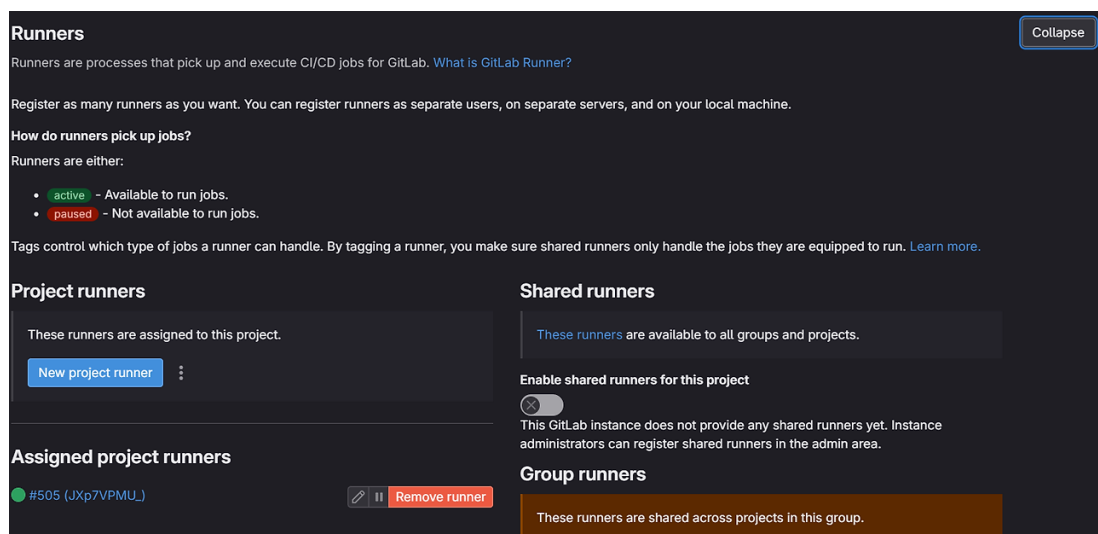 Runners
Collapse
Runners are processes that pick up and execute CI/CD jobs for GitLab. What is GitLab Runner?
Register as many runners as you want. You can register runners as separate users, on separate servers, and on your local machine.
How do runners pick up jobs?
Runners are either:
• active - Available to run jobs.
• paused - Not available to run jobs.
Tags control which type of jobs a runner can handle. By tagging a runner, you make sure shared runners only handle the jobs they are equipped to run. Learn more.
Project runners
These runners are assigned to this project.
New project runner
Assigned project runners
#505 (JXp7VPMU_)
Remove runner
Shared runners
These runners are available to all groups and projects.
Enable shared runners for this project
This GitLab instance does not provide any shared runners yet. Instance
administrators can register shared runners in the admin area.
Group runners
These runners are shared across projects in this group.